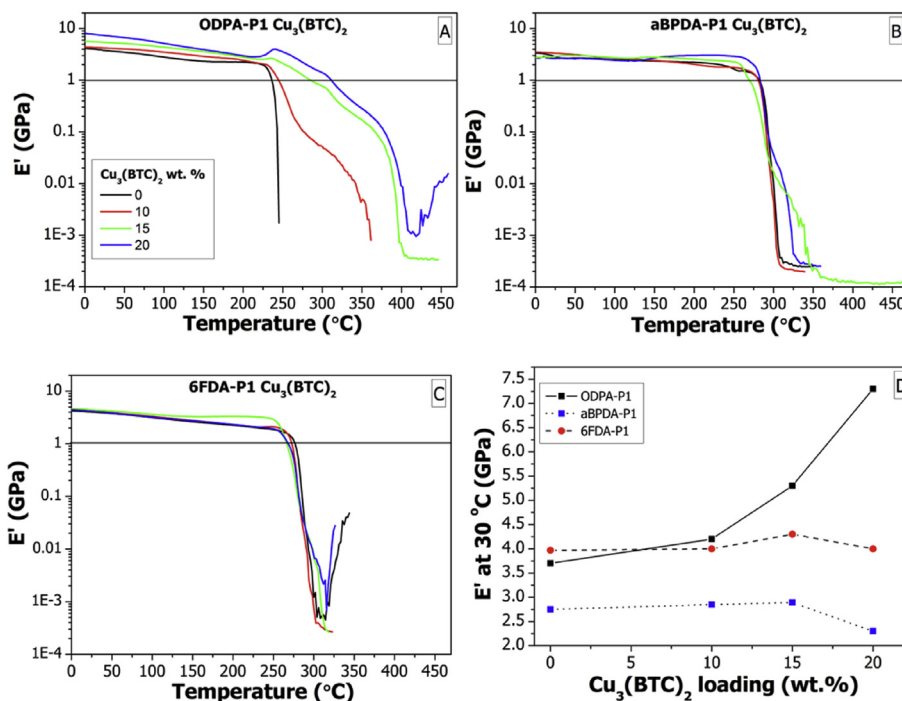 ODPA-P1 Cu3(BTC)2
A
E' (GPa)
10
1
0.1
0.01
1E-3
1E-4
Cu3(BTC)2 wt. %
0
10
15
20
0 50 100 150 200 250 300 350 400 450
Temperature (°C)
aBPDA-P1 Cu3(BTC)2
B
E' (GPa)
10
1
0.1
0.01
1E-3
1E-4
0 50 100 150 200 250 300 350 400 450
Temperature (°C)
6FDA-P1 Cu3(BTC)2
C
E' (GPa)
10
1
0.1
0.01
1E-3
1E-4
0 50 100 150 200 250 300 350 400 450
Temperature (°C)
D
E' at 30 °C (GPa)
7.5
7.0
6.5
6.0
5.5
5.0
4.5
4.0
3.5
3.0
2.5
2.0
ODPA-P1
aBPDA-P1
6FDA-P1
0 5 10 15 20
Cu3(BTC)2 loading (wt.%)